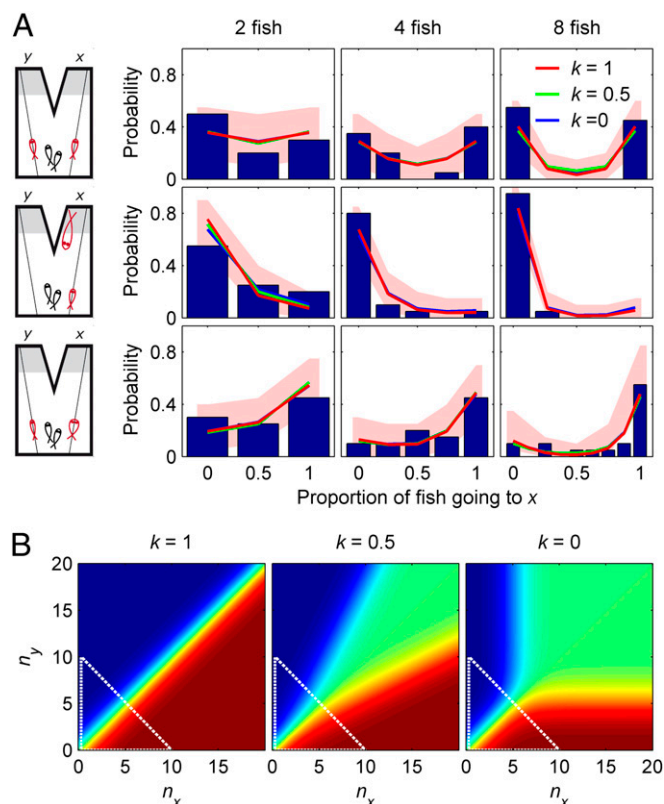 A
2 fish 4 fish 8 fish
y x
Probability
0.8
0.4
0
k = 1
k = 0.5
k =0
y x
Probability
0.8
0.4
0
y x
Probability
0.8
0.4
0
0 0.5 1 0 0.5 1 0 0.5 1
Proportion of fish going to x
B
k = 1 k = 0.5 k = 0
n_y
20
15
10
5
0
0 5 10 15 0 5 10 15 0 5 10 15 20
n_x n_x n_x